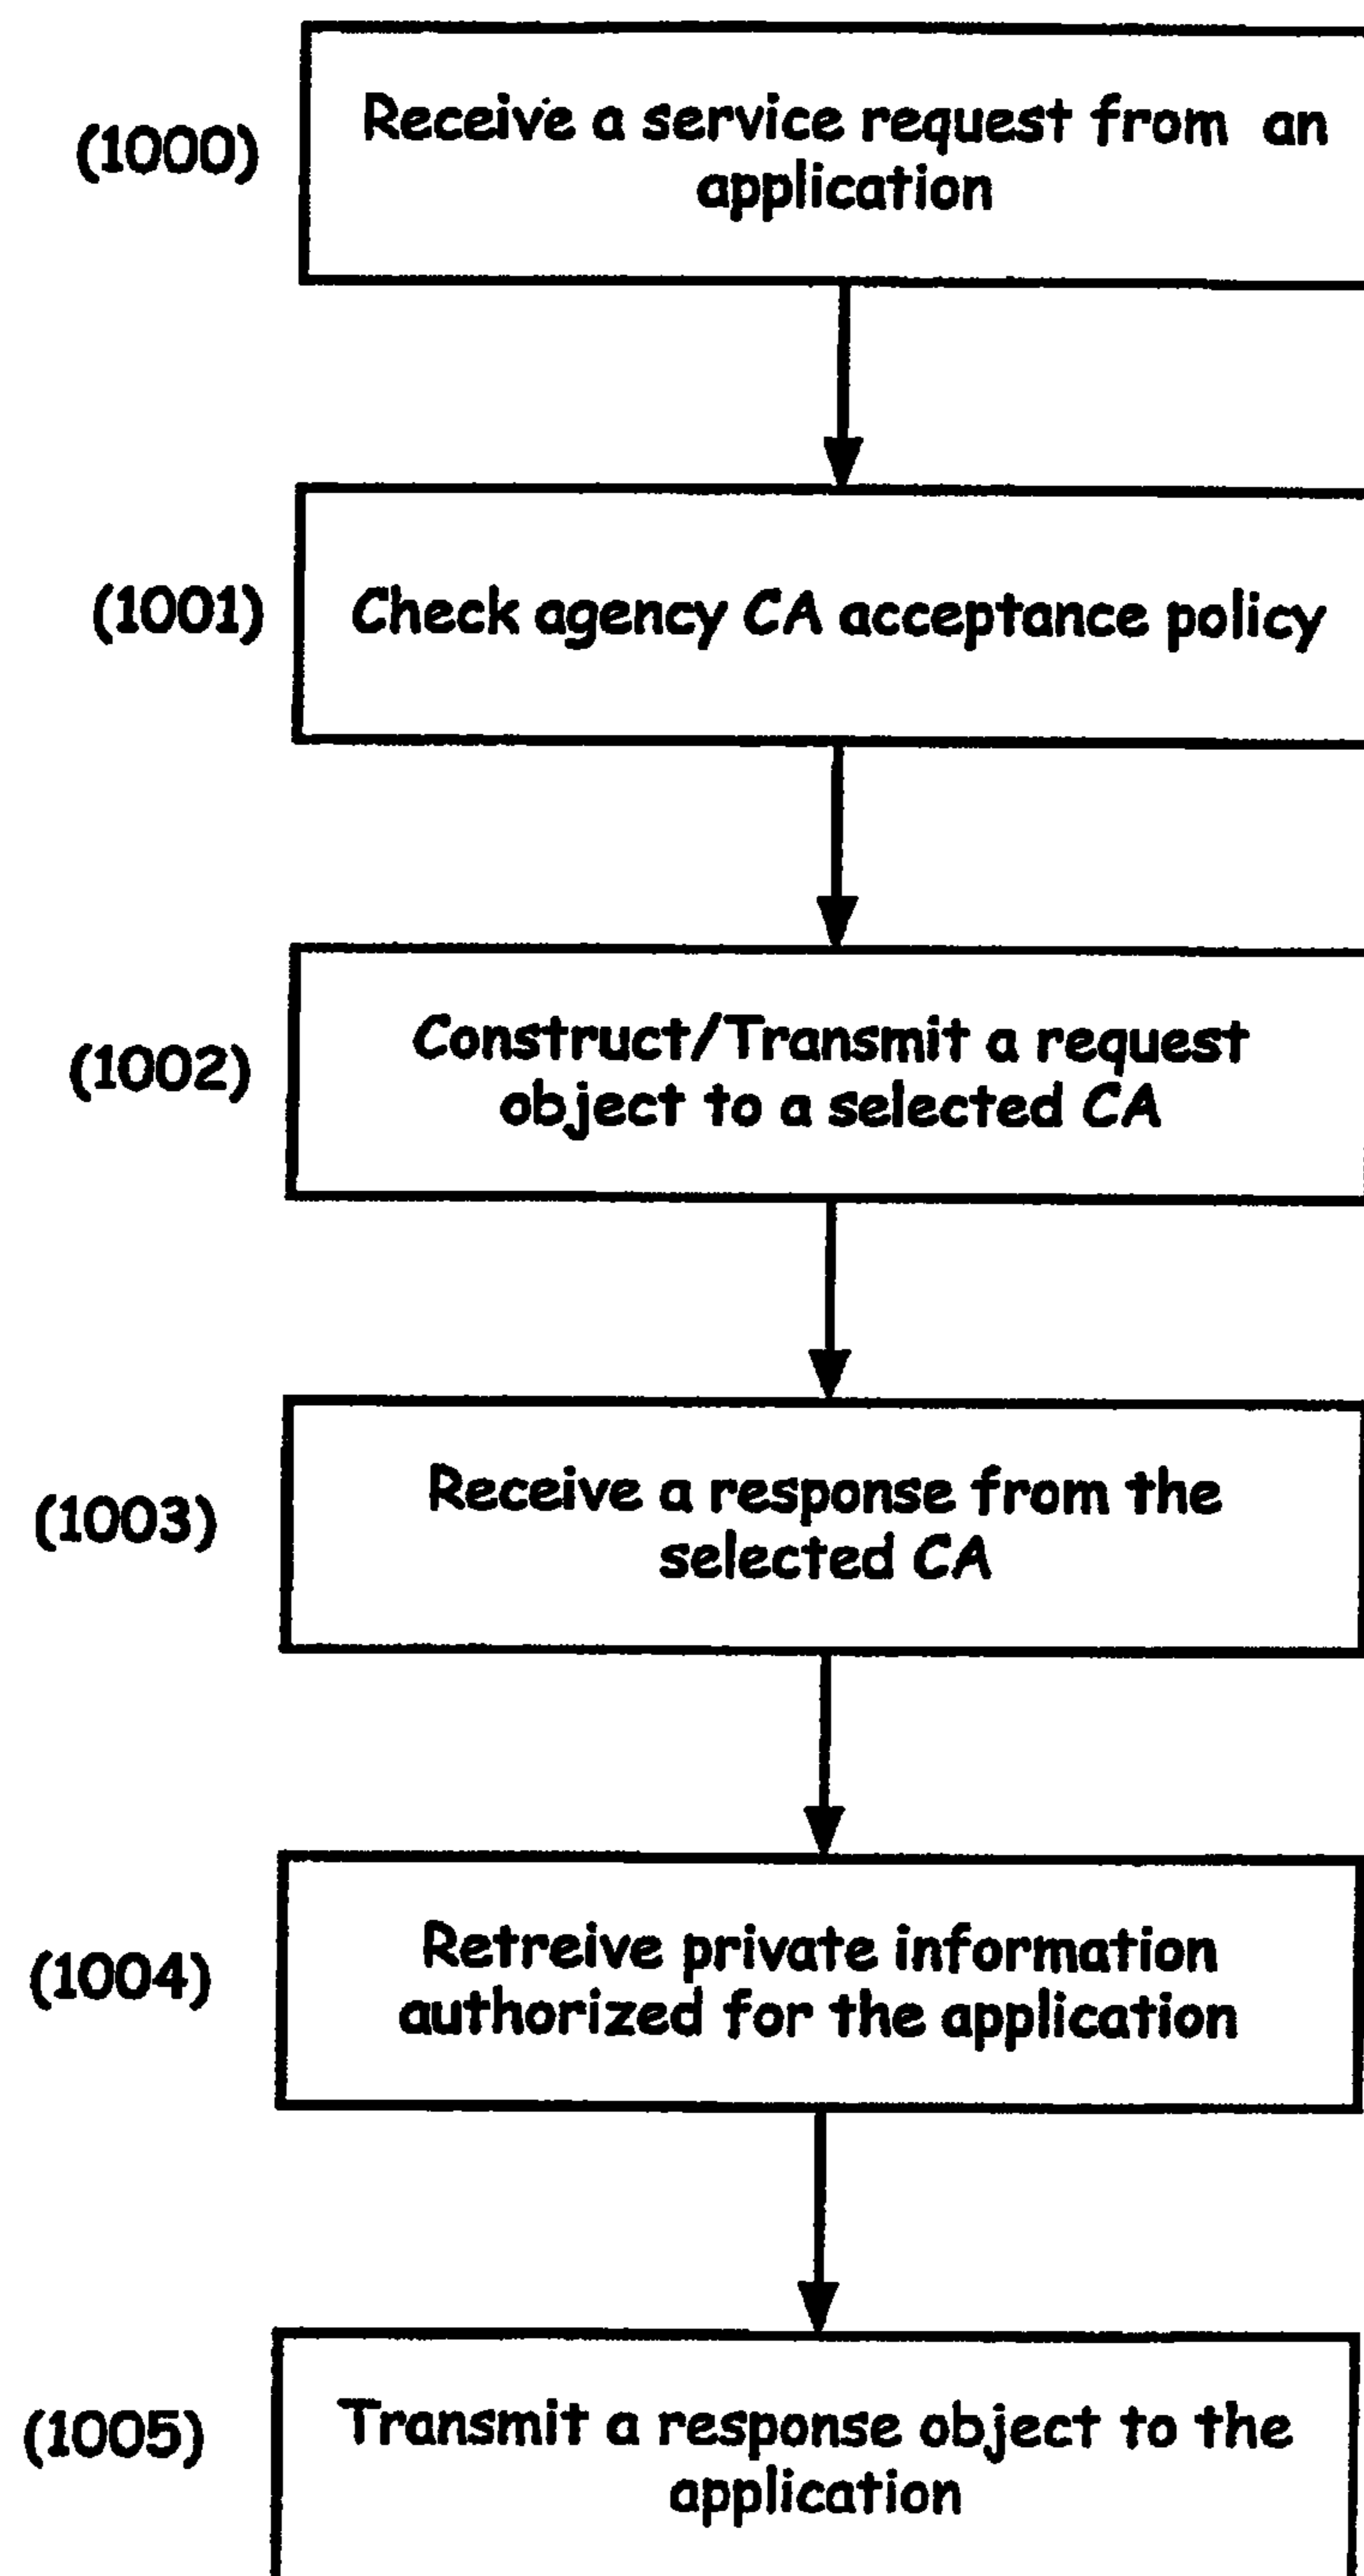 (1000)
Receive a service request from an
application
(1001)
Check agency CA acceptance policy
(1002)
Construct/Transmit a request
object to a selected CA
(1003)
Receive a response from the
selected CA
(1004)
Retreive private information
authorized for the application
(1005)
Transmit a response object to the
application